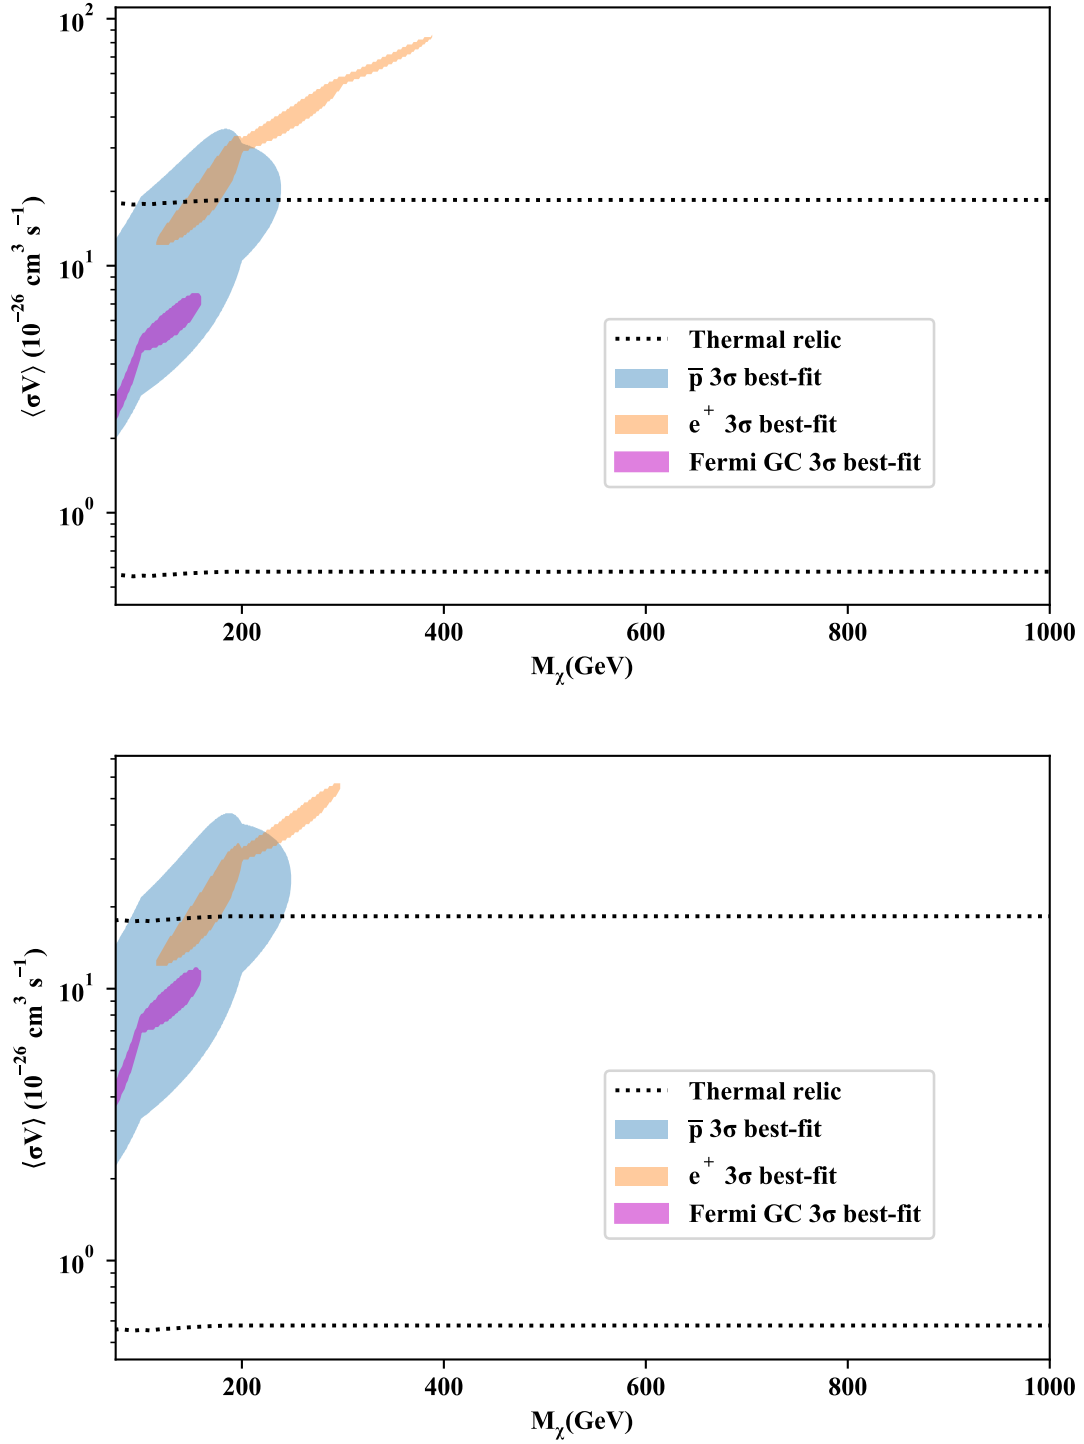 10²
10¹
10⁰
⟨σV⟩ (10⁻²⁶ cm³ s⁻¹)
Thermal relic
p̅ 3σ best-fit
e⁺ 3σ best-fit
Fermi GC 3σ best-fit
200 400 600 800 1000
Mᵪ(GeV)
10¹
10⁰
⟨σV⟩ (10⁻²⁶ cm³ s⁻¹)
Thermal relic
p̅ 3σ best-fit
e⁺ 3σ best-fit
Fermi GC 3σ best-fit
200 400 600 800 1000
Mᵪ(GeV)